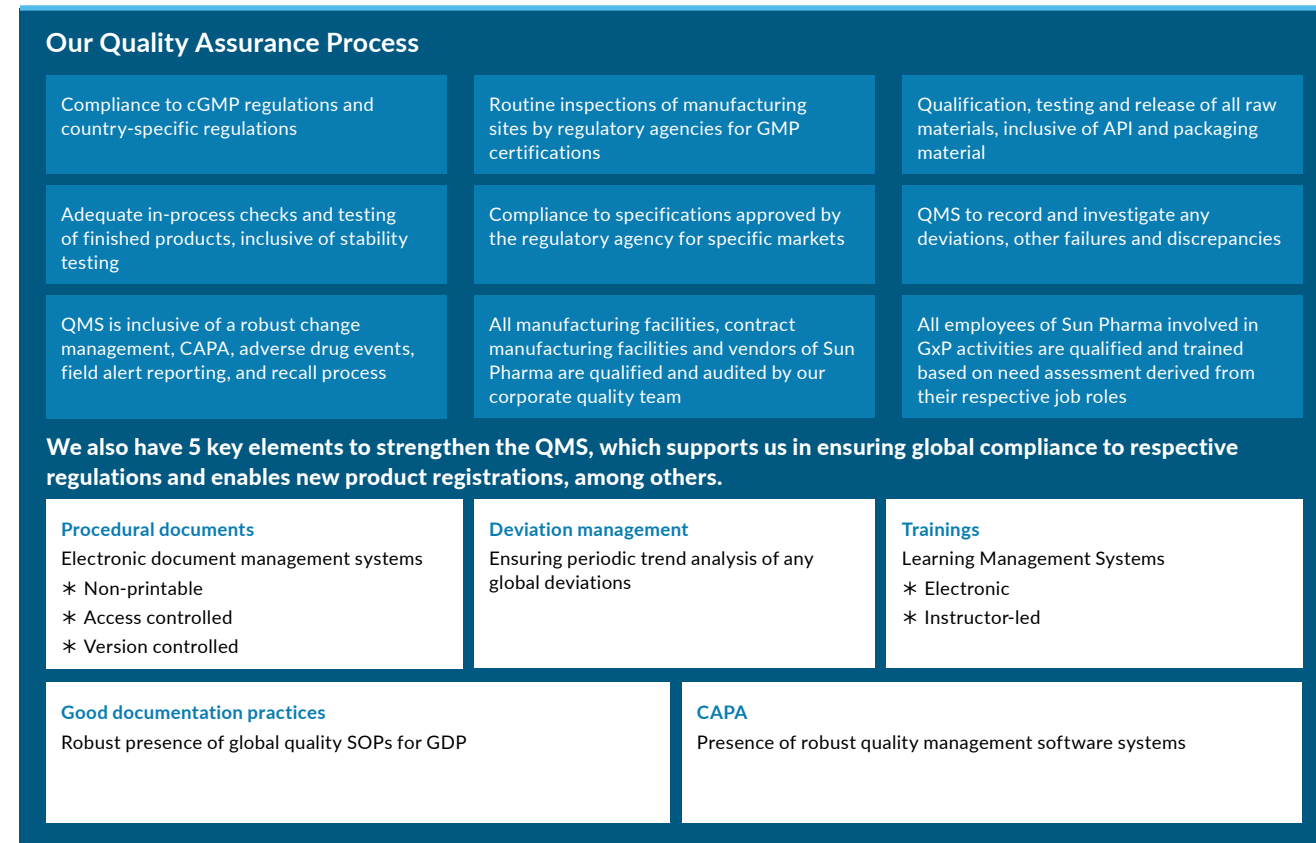 Our Quality Assurance Process
Compliance to cGMP regulations and
country-specific regulations
Routine inspections of manufacturing
sites by regulatory agencies for GMP
certifications
Qualification, testing and release of all raw
materials, inclusive of API and packaging
material
Adequate in-process checks and testing
of finished products, inclusive of stability
testing
Compliance to specifications approved by
the regulatory agency for specific markets
QMS to record and investigate any
deviations, other failures and discrepancies
QMS is inclusive of a robust change
management, CAPA, adverse drug events,
field alert reporting, and recall process
All manufacturing facilities, contract
manufacturing facilities and vendors of Sun
Pharma are qualified and audited by our
corporate quality team
All employees of Sun Pharma involved in
GxP activities are qualified and trained
based on need assessment derived from
their respective job roles
We also have 5 key elements to strengthen the QMS, which supports us in ensuring global compliance to respective
regulations and enables new product registrations, among others.
Procedural documents
Electronic document management systems
* Non-printable
* Access controlled
* Version controlled
Deviation management
Ensuring periodic trend analysis of any
global deviations
Trainings
Learning Management Systems
* Electronic
* Instructor-led
Good documentation practices
Robust presence of global quality SOPs for GDP
CAPA
Presence of robust quality management software systems